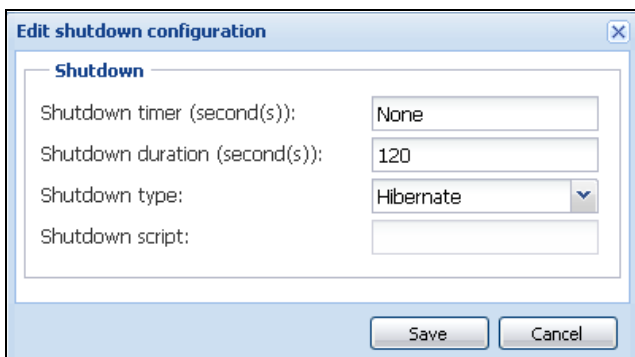 Edit shutdown configuration
Shutdown
Shutdown timer (second(s)): None
Shutdown duration (second(s)): 120
Shutdown type: Hibernate
Shutdown script:
Save Cancel